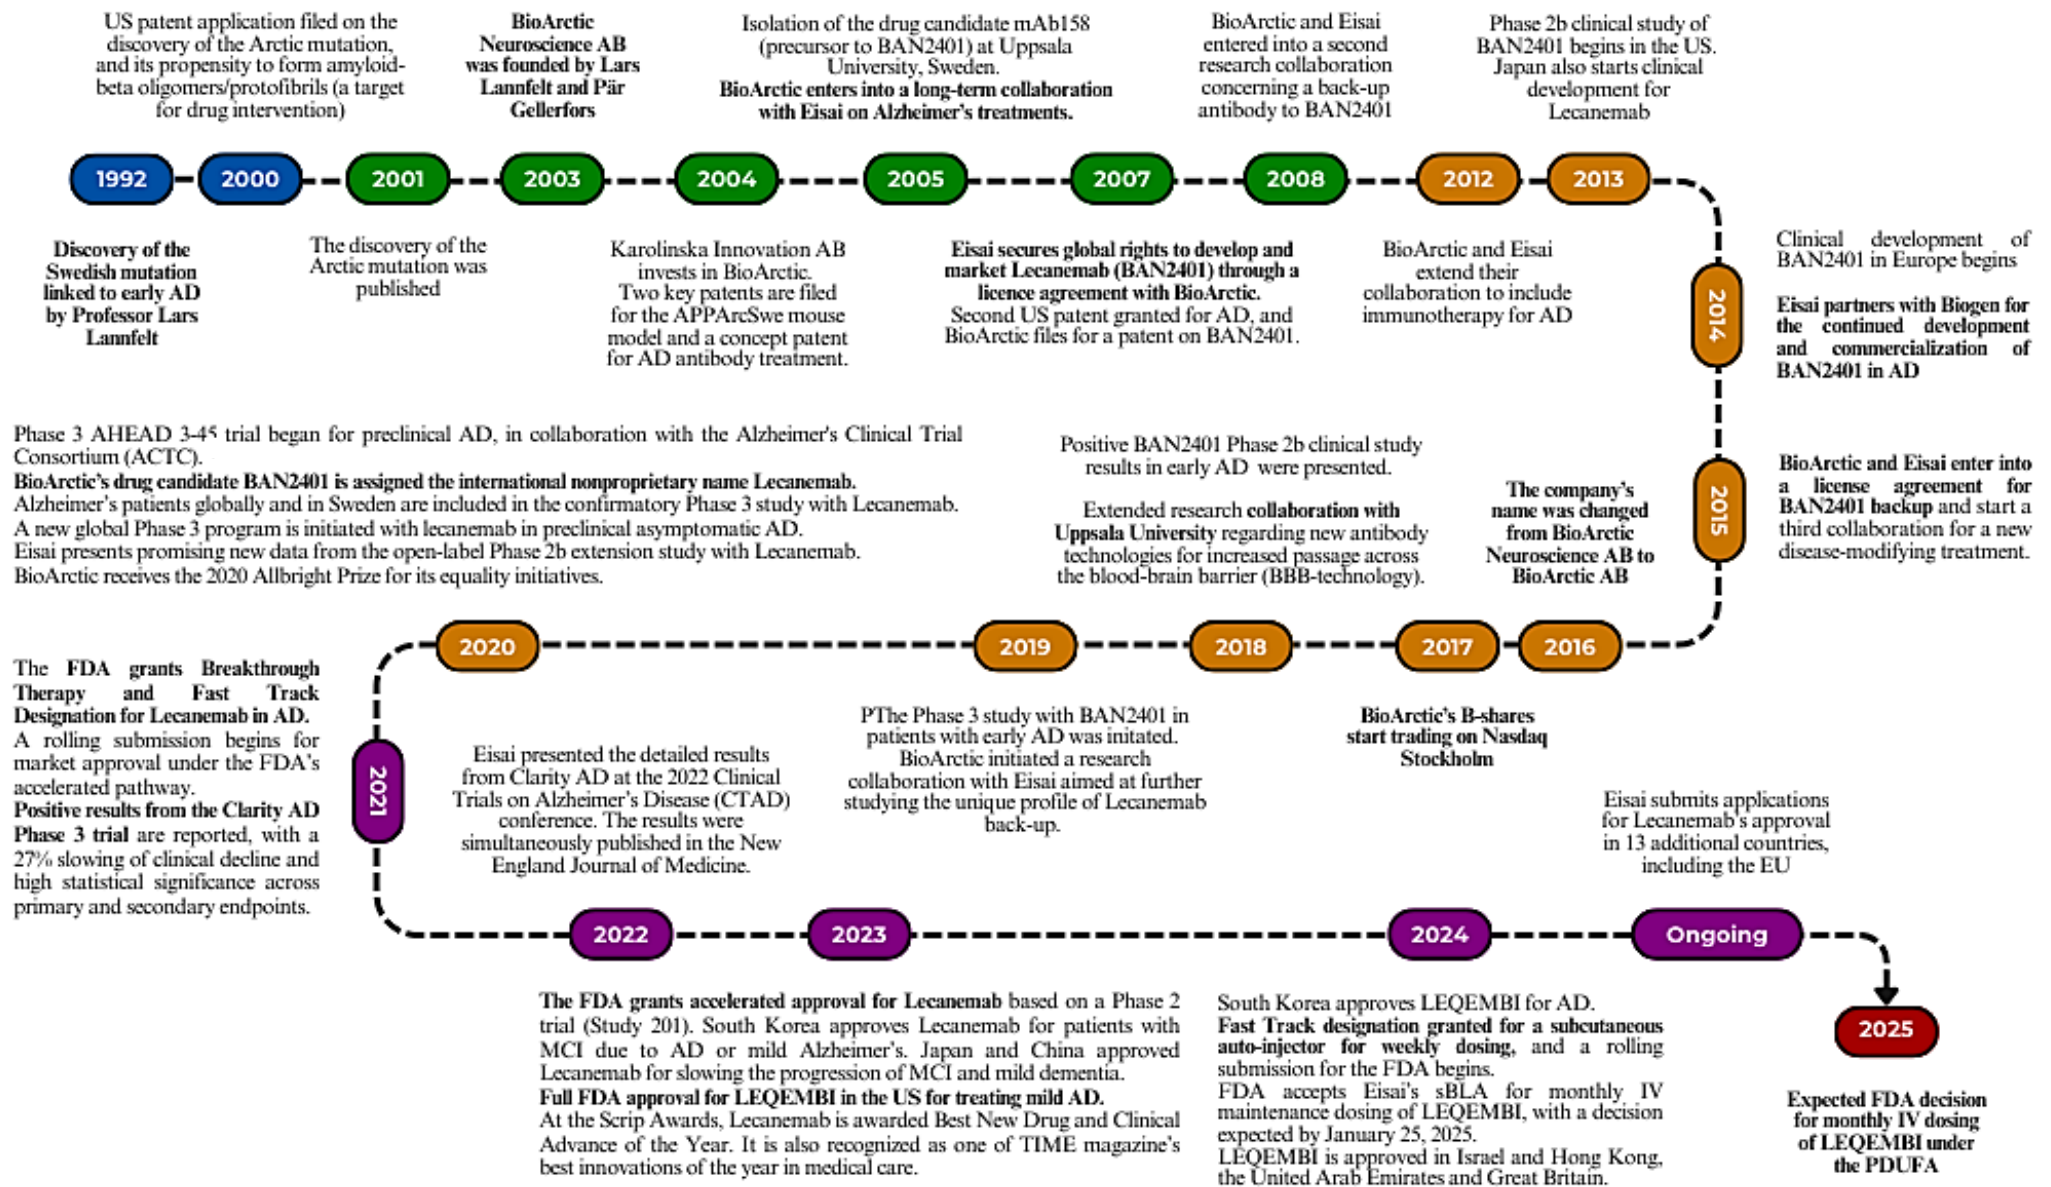 US patent application filed on the
discovery of the Arctic mutation,
and its propensity to form amyloid-
beta oligomers/protofibrils (a target
for drug intervention)
BioArctic
Neuroscience AB
was founded by Lars
Lannfelt and Pär
Gellerfors
Isolation of the drug candidate mAb158
(precursor to BAN2401) at Uppsala
University, Sweden.
BioArctic enters into a long-term collaboration
with Eisai on Alzheimer's treatments.
BioArctic and Eisai
entered into a second
research collaboration
concerning a back-up
antibody to BAN2401
Phase 2b clinical study of
BAN2401 begins in the US.
Japan also starts clinical
development for
Lecanemab
1992
2000
2001
2003
2004
2005
2007
2008
2012
2013
Discovery of the
Swedish mutation
linked to early AD
by Professor Lars
Lannfelt
The discovery of the
Arctic mutation was
published
Karolinska Innovation AB
invests in BioArctic.
Two key patents are filed
for the APPArcSwe mouse
model and a concept patent
for AD antibody treatment.
Eisai secures global rights to develop and
market Lecanemab (BAN2401) through a
licence agreement with BioArctic.
Second US patent granted for AD, and
BioArctic files for a patent on BAN2401.
BioArctic and Eisai
extend their
collaboration to include
immunotherapy for AD
2014
Clinical development of
BAN2401 in Europe begins
Eisai partners with Biogen for
the continued development
and commercialization of
BAN2401 in AD
2015
BioArctic and Eisai enter into
a license agreement for
BAN2401 backup and start a
third collaboration for a new
disease-modifying treatment.
Phase 3 AHEAD 3-45 trial began for preclinical AD, in collaboration with the Alzheimer's Clinical Trial
Consortium (ACTC).
BioArctic's drug candidate BAN2401 is assigned the international nonproprietary name Lecanemab.
Alzheimer's patients globally and in Sweden are included in the confirmatory Phase 3 study with Lecanemab.
A new global Phase 3 program is initiated with lecanemab in preclinical asymptomatic AD.
Eisai presents promising new data from the open-label Phase 2b extension study with Lecanemab.
BioArctic receives the 2020 Allbright Prize for its equality initiatives.
Positive BAN2401 Phase 2b clinical study
results in early AD were presented.
Extended research collaboration with
Uppsala University regarding new antibody
technologies for increased passage across
the blood-brain barrier (BBB-technology).
The company's
name was changed
from BioArctic
Neuroscience AB to
BioArctic AB
2020
2019
2018
2017
2016
The FDA grants Breakthrough
Therapy and Fast Track
Designation for Lecanemab in AD.
A rolling submission begins for
market approval under the FDA's
accelerated pathway.
Positive results from the Clarity AD
Phase 3 trial are reported, with a
27% slowing of clinical decline and
high statistical significance across
primary and secondary endpoints.
2021
Eisai presented the detailed results
from Clarity AD at the 2022 Clinical
Trials on Alzheimer's Disease (CTAD)
conference. The results were
simultaneously published in the New
England Journal of Medicine.
PThe Phase 3 study with BAN2401 in
patients with early AD was initated.
BioArctic initiated a research
collaboration with Eisai aimed at further
studying the unique profile of Lecanemab
back-up.
BioArctic's B-shares
start trading on Nasdaq
Stockholm
Eisai submits applications
for Lecanemab's approval
in 13 additional countries,
including the EU
2022
2023
2024
Ongoing
2025
The FDA grants accelerated approval for Lecanemab based on a Phase 2
trial (Study 201). South Korea approves Lecanemab for patients with
MCI due to AD or mild Alzheimer's. Japan and China approved
Lecanemab for slowing the progression of MCI and mild dementia.
Full FDA approval for LEQEMBI in the US for treating mild AD.
At the Scrip Awards, Lecanemab is awarded Best New Drug and Clinical
Advance of the Year. It is also recognized as one of TIME magazine's
best innovations of the year in medical care.
South Korea approves LEQEMBI for AD.
Fast Track designation granted for a subcutaneous
auto-injector for weekly dosing, and a rolling
submission for the FDA begins.
FDA accepts Eisai's sBLA for monthly IV
maintenance dosing of LEQEMBI, with a decision
expected by January 25, 2025.
LEQEMBI is approved in Israel and Hong Kong,
the United Arab Emirates and Great Britain.
Expected FDA decision
for monthly IV dosing
of LEQEMBI under
the PDUFA